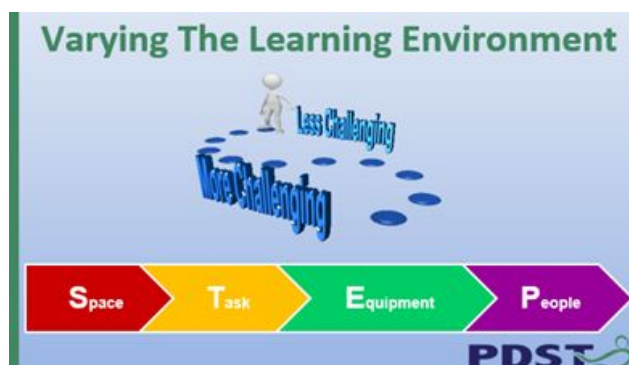 Varying The Learning Environment
Less Challenging
More Challenging
Space
Task
Equipment
People
PDST